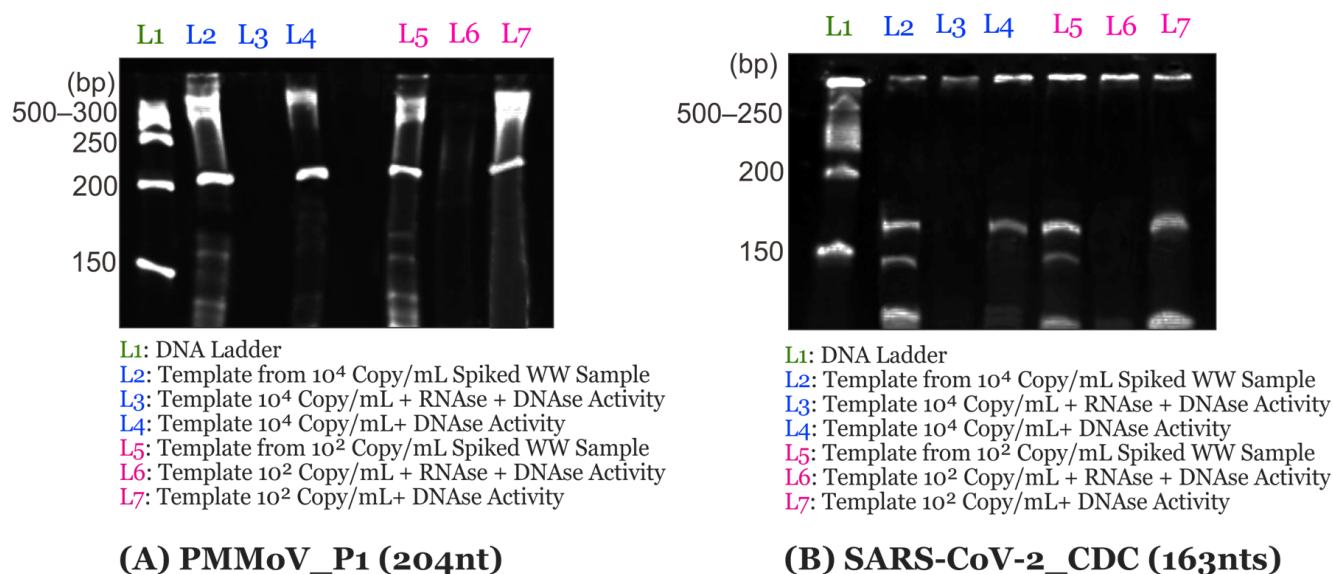 L1 L2 L3 L4 L5 L6 L7
(bp)
500–300
250
200
150
L1: DNA Ladder
L2: Template from 10⁴ Copy/mL Spiked WW Sample
L3: Template 10⁴ Copy/mL + RNAse + DNAse Activity
L4: Template 10⁴ Copy/mL+ DNAse Activity
L5: Template from 10² Copy/mL Spiked WW Sample
L6: Template 10² Copy/mL + RNAse + DNAse Activity
L7: Template 10² Copy/mL+ DNAse Activity
(A) PMMoV_P1 (204nt)
L1 L2 L3 L4 L5 L6 L7
(bp)
500–250
200
150
L1: DNA Ladder
L2: Template from 10⁴ Copy/mL Spiked WW Sample
L3: Template 10⁴ Copy/mL + RNAse + DNAse Activity
L4: Template 10⁴ Copy/mL+ DNAse Activity
L5: Template from 10² Copy/mL Spiked WW Sample
L6: Template 10² Copy/mL + RNAse + DNAse Activity
L7: Template 10² Copy/mL+ DNAse Activity
(B) SARS-CoV-2_CDC (163nts)